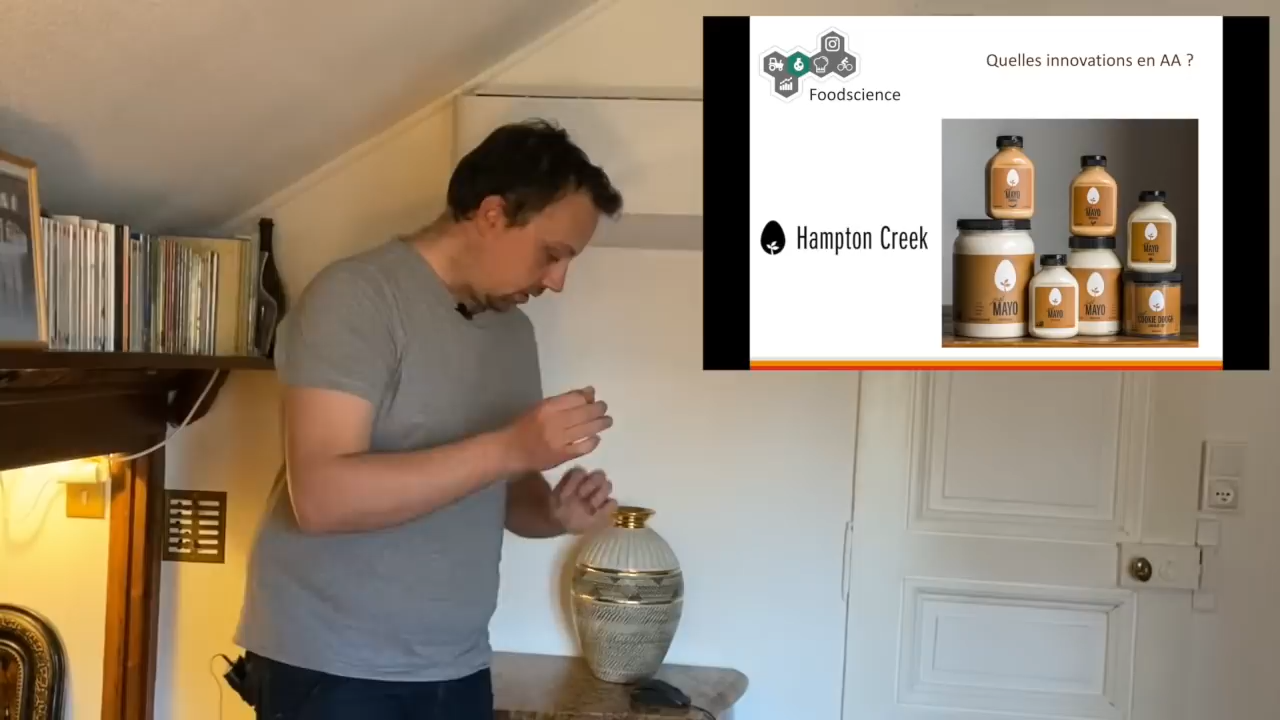 Quelles innovations en AA ?
Foodscience
Hampton Creek
MAYO
MAYO
MAYO
MAYO
MAYO
MAYO
COOKIE DOUGH